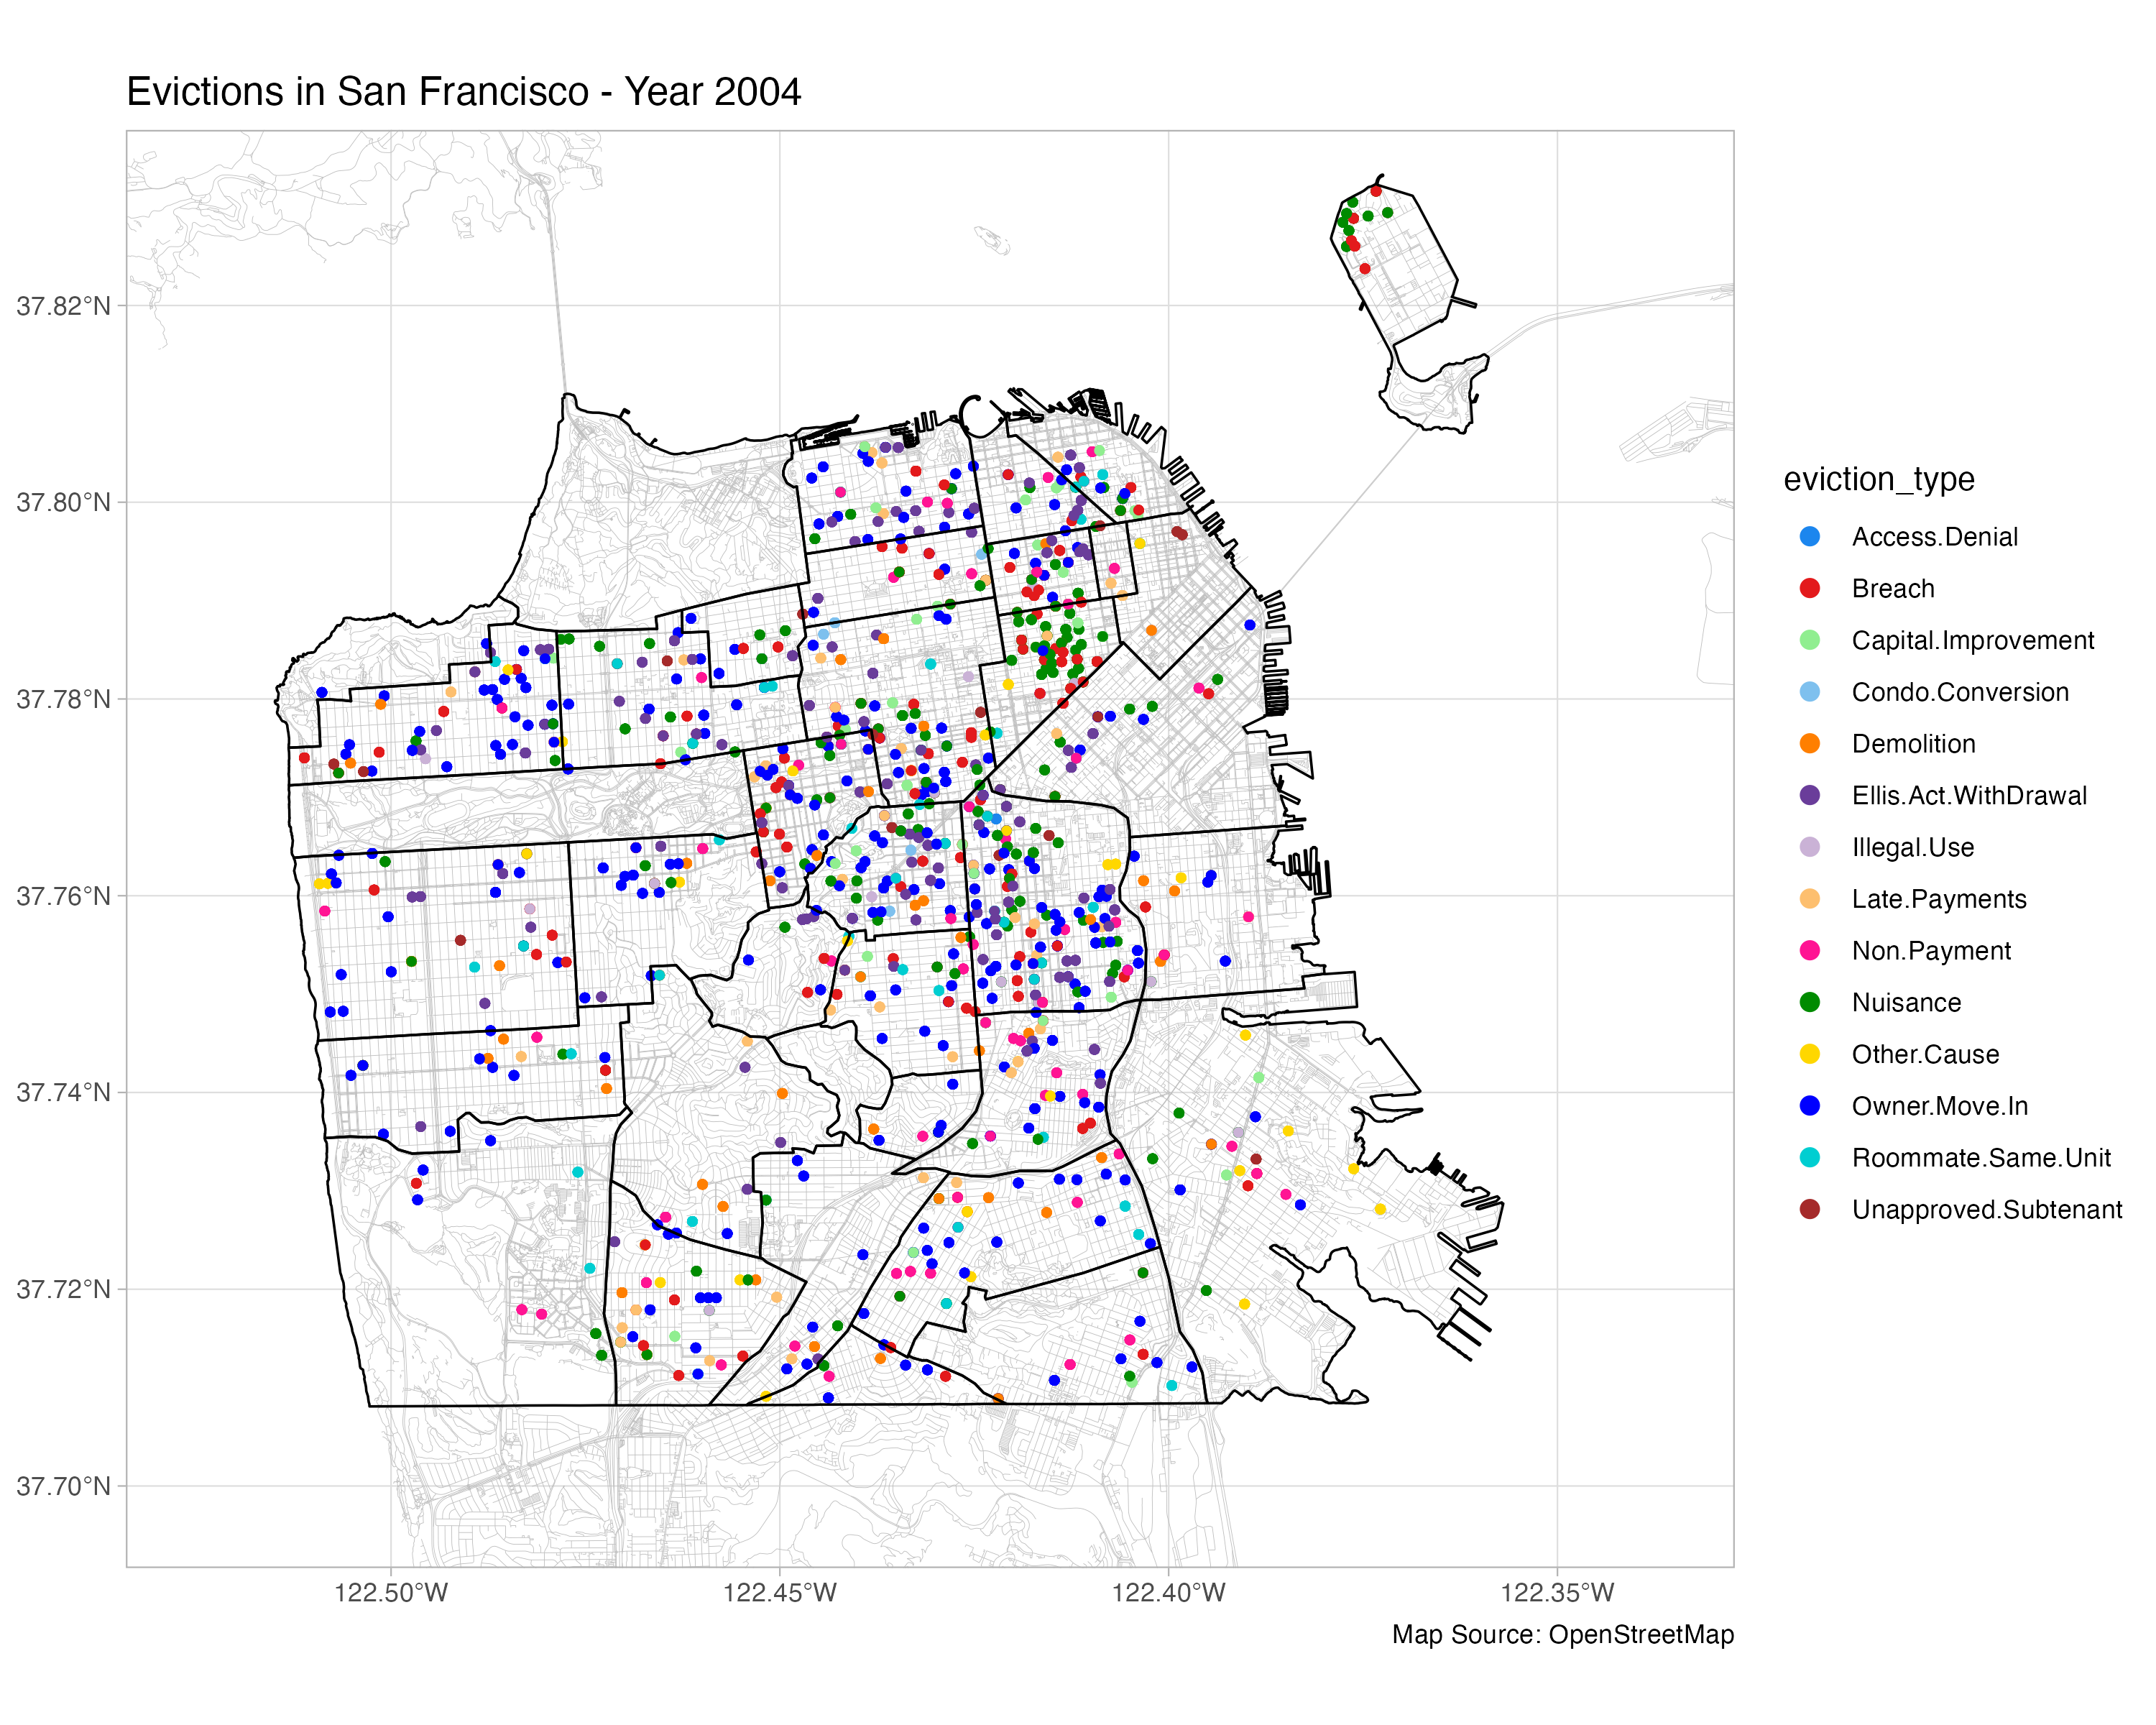 Evictions in San Francisco - Year 2004
37.82°N
37.80°N
37.78°N
37.76°N
37.74°N
37.72°N
37.70°N
122.50°W
122.45°W
122.40°W
122.35°W
Map Source: OpenStreetMap
eviction_type
Access.Denial
Breach
Capital.Improvement
Condo.Conversion
Demolition
Ellis.Act.WithDrawal
Illegal.Use
Late.Payments
Non.Payment
Nuisance
Other.Cause
Owner.Move.In
Roommate.Same.Unit
Unapproved.Subtenant